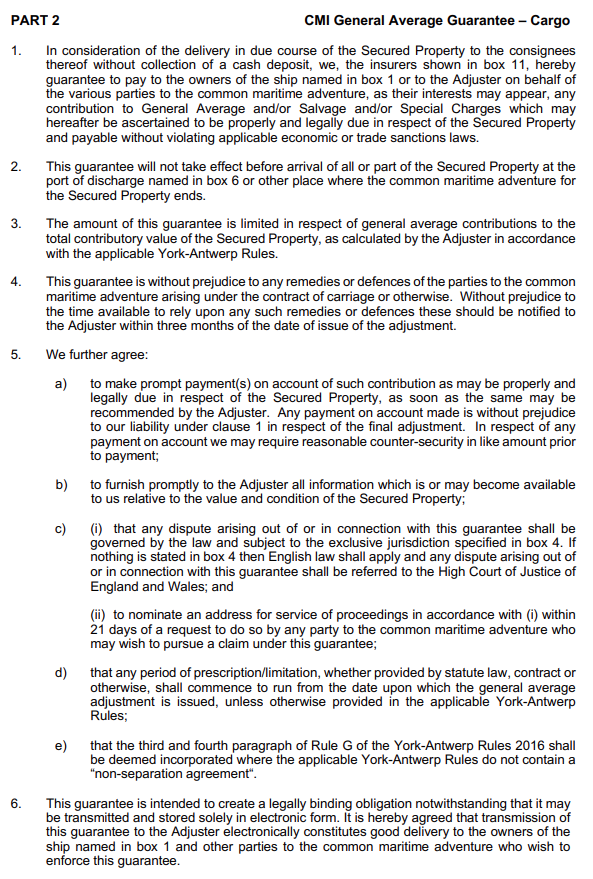 PART 2 CMI General Average Guarantee – Cargo
1. In consideration of the delivery in due course of the Secured Property to the consignees
thereof without collection of a cash deposit, we, the insurers shown in box 11, hereby
guarantee to pay to the owners of the ship named in box 1 or to the Adjuster on behalf of
the various parties to the common maritime adventure, as their interests may appear, any
contribution to General Average and/or Salvage and/or Special Charges which may
hereafter be ascertained to be properly and legally due in respect of the Secured Property
and payable without violating applicable economic or trade sanctions laws.
2. This guarantee will not take effect before arrival of all or part of the Secured Property at the
port of discharge named in box 6 or other place where the common maritime adventure for
the Secured Property ends.
3. The amount of this guarantee is limited in respect of general average contributions to the
total contributory value of the Secured Property, as calculated by the Adjuster in accordance
with the applicable York-Antwerp Rules.
4. This guarantee is without prejudice to any remedies or defences of the parties to the common
maritime adventure arising under the contract of carriage or otherwise. Without prejudice to
the time available to rely upon any such remedies or defences these should be notified to
the Adjuster within three months of the date of issue of the adjustment.
5. We further agree:
a) to make prompt payment(s) on account of such contribution as may be properly and
legally due in respect of the Secured Property, as soon as the same may be
recommended by the Adjuster. Any payment on account made is without prejudice
to our liability under clause 1 in respect of the final adjustment. In respect of any
payment on account we may require reasonable counter-security in like amount prior
to payment;
b) to furnish promptly to the Adjuster all information which is or may become available
to us relative to the value and condition of the Secured Property;
c) (i) that any dispute arising out of or in connection with this guarantee shall be
governed by the law and subject to the exclusive jurisdiction specified in box 4. If
nothing is stated in box 4 then English law shall apply and any dispute arising out of
or in connection with this guarantee shall be referred to the High Court of Justice of
England and Wales; and
(ii) to nominate an address for service of proceedings in accordance with (i) within
21 days of a request to do so by any party to the common maritime adventure who
may wish to pursue a claim under this guarantee;
d) that any period of prescription/limitation, whether provided by statute law, contract or
otherwise, shall commence to run from the date upon which the general average
adjustment is issued, unless otherwise provided in the applicable York-Antwerp
Rules;
e) that the third and fourth paragraph of Rule G of the York-Antwerp Rules 2016 shall
be deemed incorporated where the applicable York-Antwerp Rules do not contain a
"non-separation agreement".
6. This guarantee is intended to create a legally binding obligation notwithstanding that it may
be transmitted and stored solely in electronic form. It is hereby agreed that transmission of
this guarantee to the Adjuster electronically constitutes good delivery to the owners of the
ship named in box 1 and other parties to the common maritime adventure who wish to
enforce this guarantee.